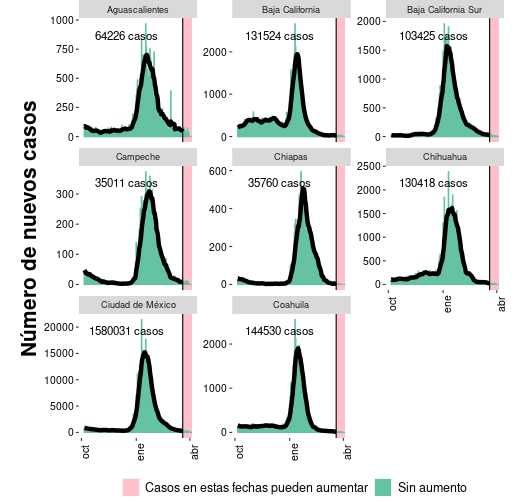 Número de nuevos casos
Aguascalientes
64226 casos
1000
750
500
250
0
Baja California
131524 casos
2000
1000
0
Baja California Sur
103425 casos
2000
1500
1000
500
0
Campeche
35011 casos
300
200
100
0
Chiapas
35760 casos
600
400
200
0
Chihuahua
130418 casos
2500
2000
1500
1000
500
0
oct
ene
abr
Ciudad de México
1580031 casos
20000
15000
10000
5000
0
oct
ene
abr
Coahuila
144530 casos
2000
1000
0
oct
ene
abr
Casos en estas fechas pueden aumentar
Sin aumento